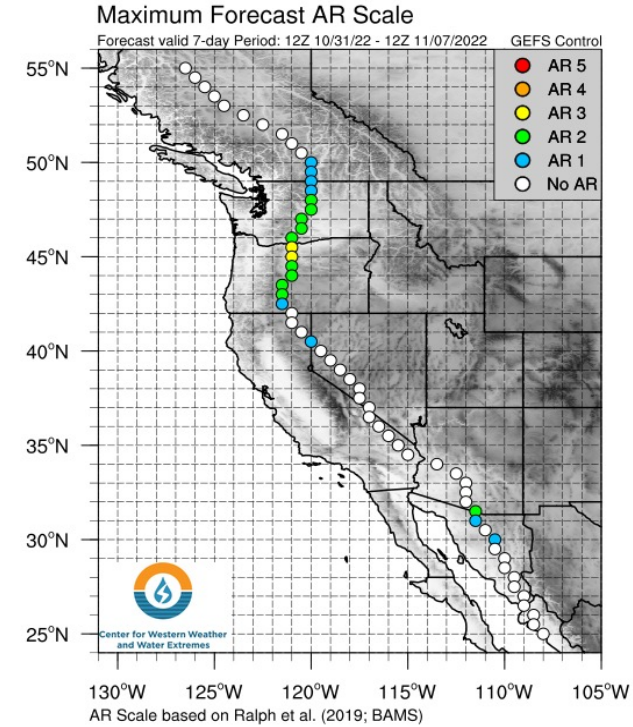 Maximum Forecast AR Scale
Forecast valid 7-day Period: 12Z 10/31/22 - 12Z 11/07/2022 GEFS Control
AR 5
AR 4
AR 3
AR 2
AR 1
No AR
55°N
50°N
45°N
40°N
35°N
30°N
25°N
Center for Western Weather
and Water Extremes
130°W 125°W 120°W 115°W 110°W 105°W
AR Scale based on Ralph et al. (2019; BAMS)